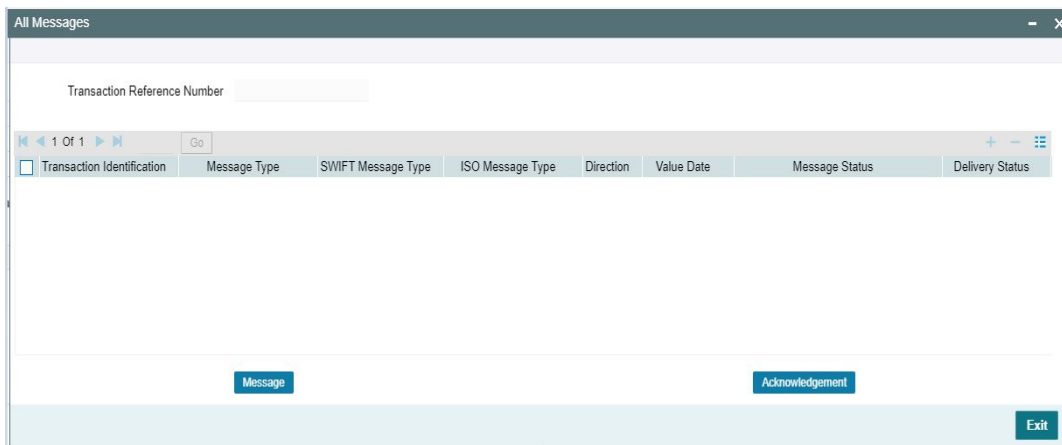 All Messages
Transaction Reference Number
1 Of 1 Go
Transaction Identification Message Type SWIFT Message Type ISO Message Type Direction Value Date Message Status Delivery Status
Message Acknowledgement
Exit